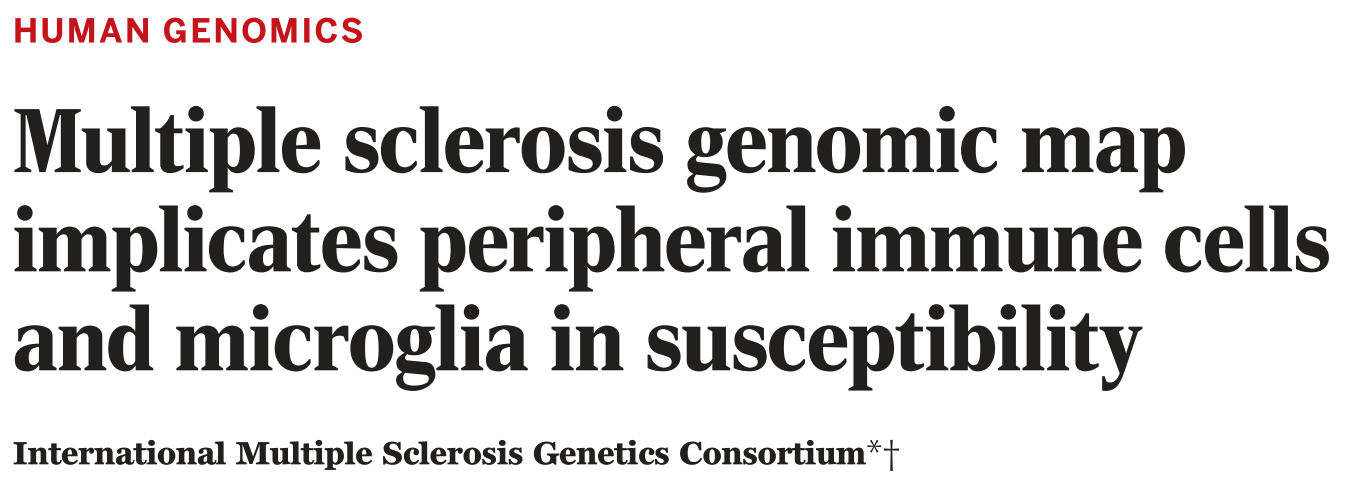 HUMAN GENOMICS
Multiple sclerosis genomic map
implicates peripheral immune cells
and microglia in susceptibility
International Multiple Sclerosis Genetics Consortium*†